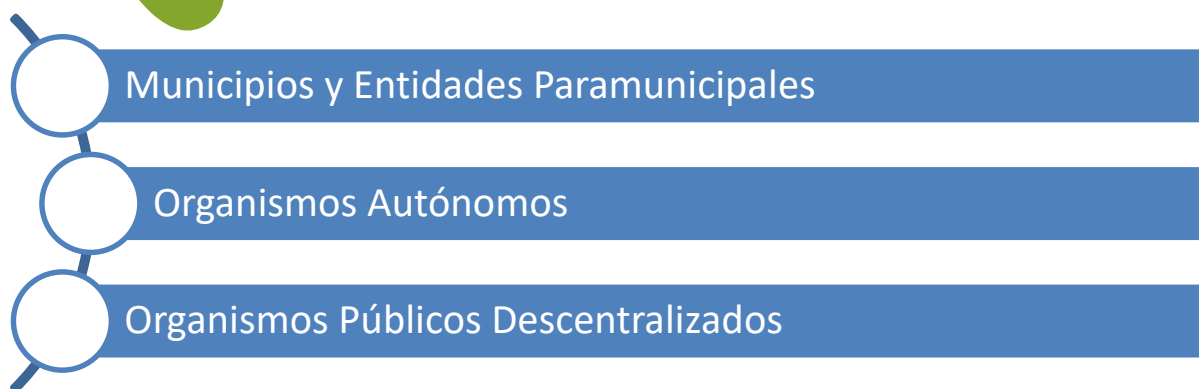 Municipios y Entidades Paramunicipales
Organismos Autónomos
Organismos Públicos Descentralizados